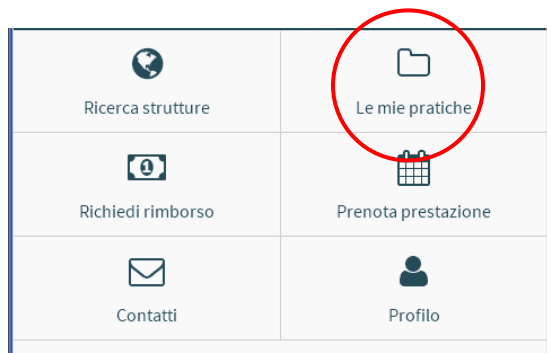 Ricerca strutture
Le mie pratiche
Richiedi rimborso
Prenota prestazione
Contatti
Profilo